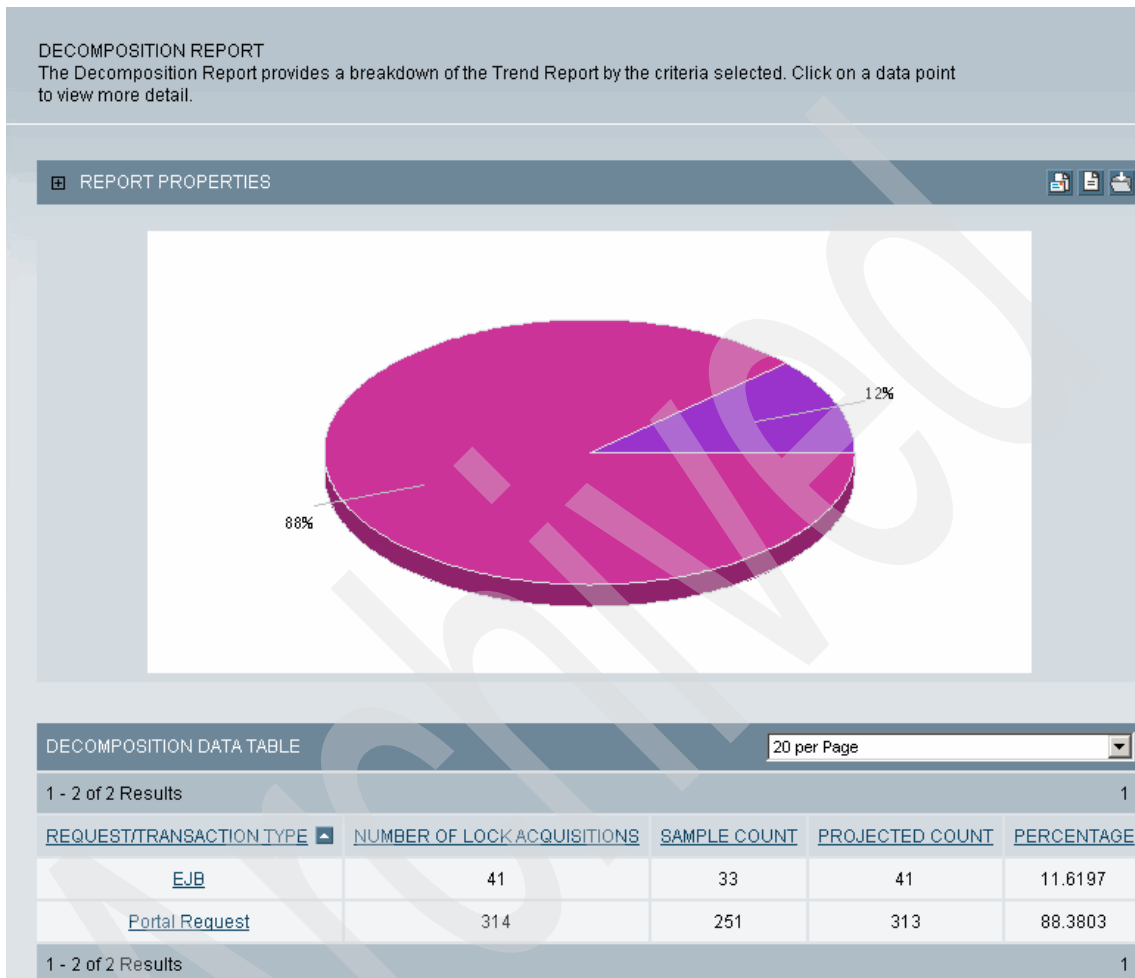 DECOMPOSITION REPORT
The Decomposition Report provides a breakdown of the Trend Report by the criteria selected. Click on a data point
to view more detail.
REPORT PROPERTIES
12%
88%
DECOMPOSITION DATA TABLE 20 per Page
1 - 2 of 2 Results 1
REQUEST/TRANSACTION TYPE NUMBER OF LOCK ACQUISITIONS SAMPLE COUNT PROJECTED COUNT PERCENTAGE
EJB 41 33 41 11.6197
Portal Request 314 251 313 88.3803
1 - 2 of 2 Results 1
Archived